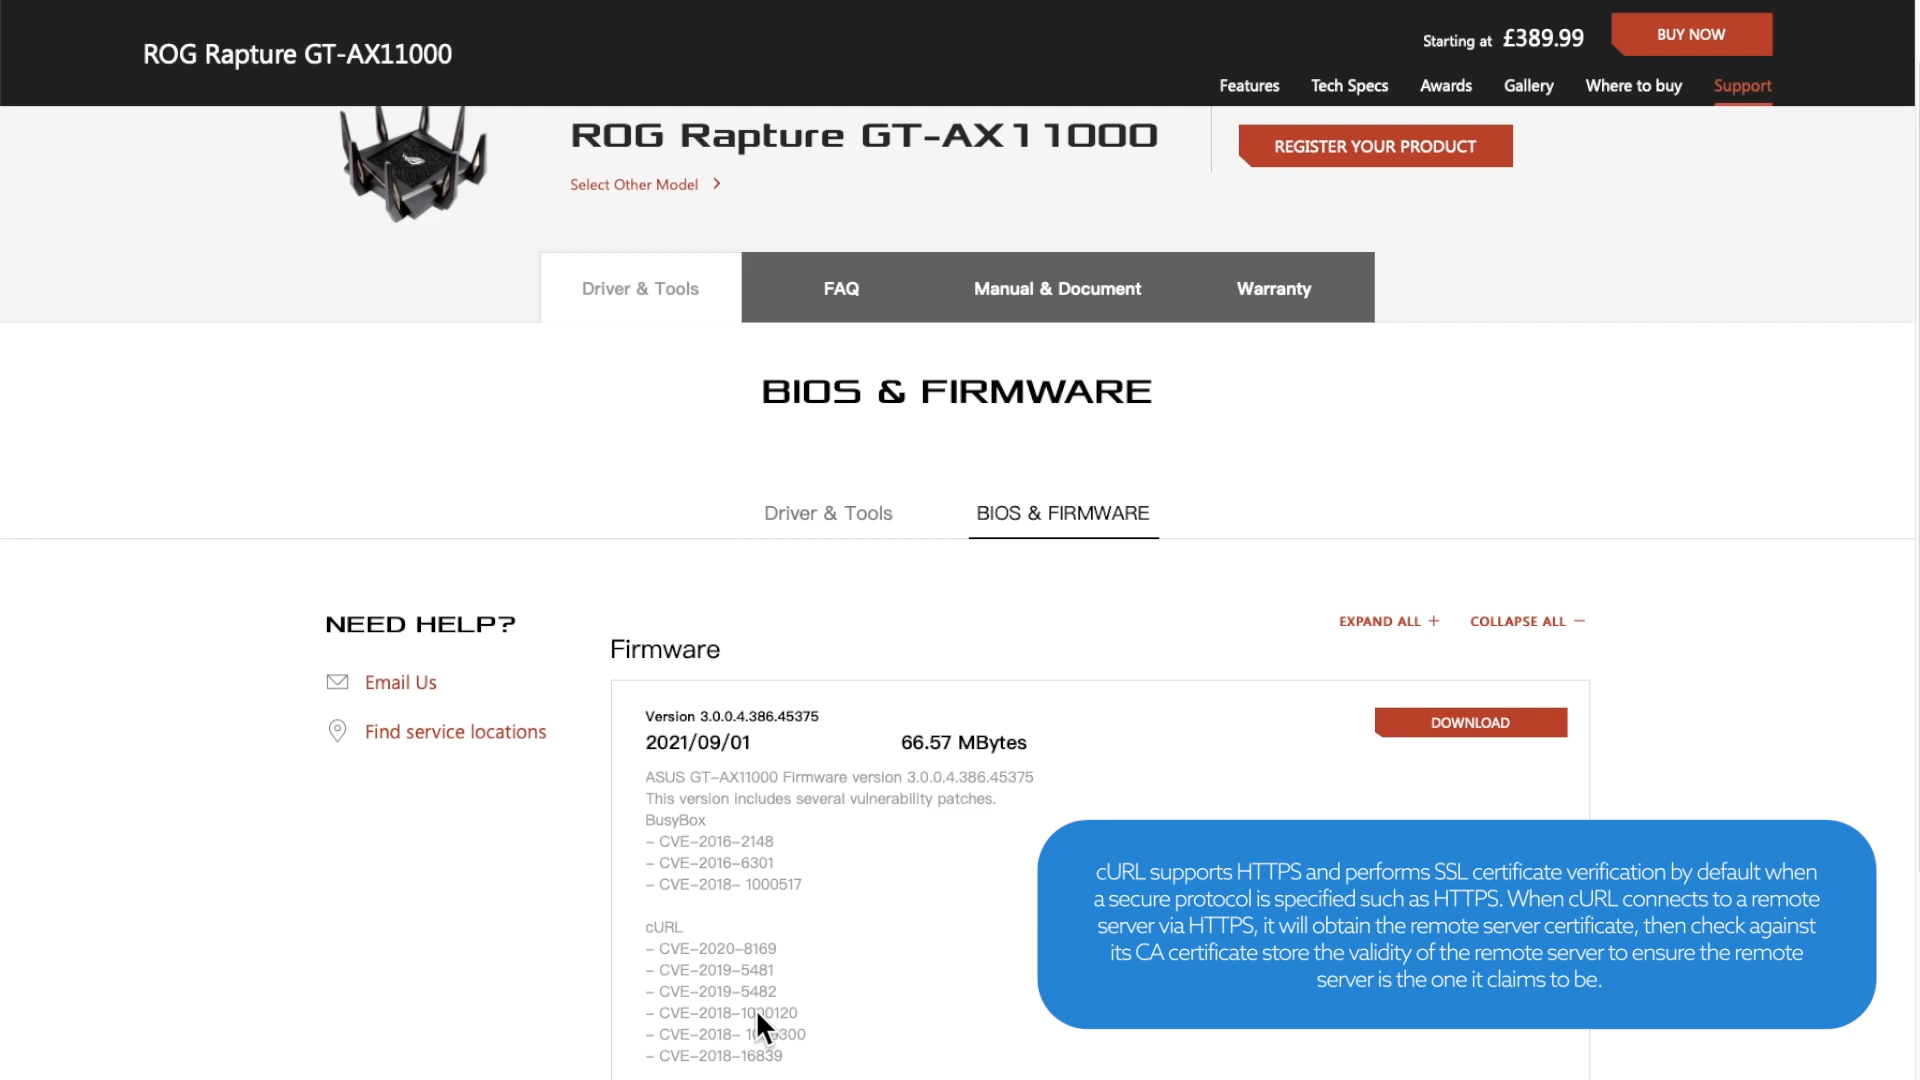 ROG Rapture GT-AX11000
Starting at £389.99
BUY NOW
Features Tech Specs Awards Gallery Where to buy Support
ROG Rapture GT-AX11000
Select Other Model
REGISTER YOUR PRODUCT
Driver & Tools FAQ Manual & Document Warranty
BIOS & FIRMWARE
Driver & Tools BIOS & FIRMWARE
NEED HELP?
Email Us
Find service locations
EXPAND ALL + COLLAPSE ALL −
Firmware
Version 3.0.0.4.386.45375
2021/09/01 66.57 MBytes
DOWNLOAD
ASUS GT-AX11000 Firmware version 3.0.0.4.386.45375
This version includes several vulnerability patches.
BusyBox
- CVE-2016-2148
- CVE-2016-6301
- CVE-2018- 1000517
cURL
- CVE-2020-8169
- CVE-2019-5481
- CVE-2019-5482
- CVE-2018-1000120
- CVE-2018-
- CVE-2018-16839
cURL supports HTTPS and performs SSL certificate verification by default when
a secure protocol is specified such as HTTPS. When cURL connects to a remote
server via HTTPS, it will obtain the remote server certificate, then check against
its CA certificate store the validity of the remote server to ensure the remote
server is the one it claims to be.